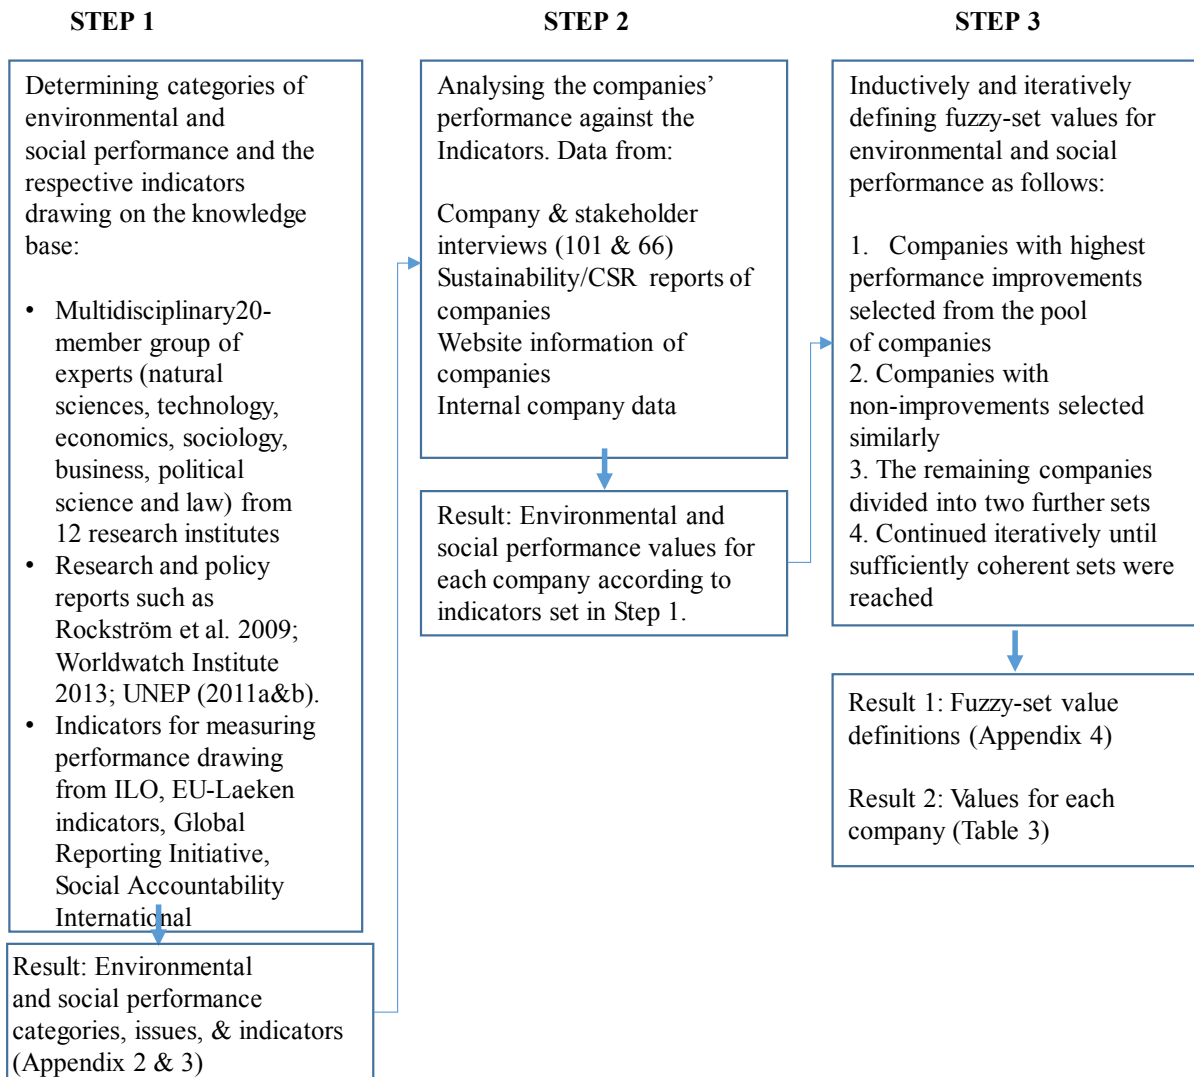 STEP 1
Determining categories of
environmental and
social performance and the
respective indicators
drawing on the knowledge
base:
• Multidisciplinary20-
member group of
experts (natural
sciences, technology,
economics, sociology,
business, political
science and law) from
12 research institutes
• Research and policy
reports such as
Rockström et al. 2009;
Worldwatch Institute
2013; UNEP (2011a&b).
• Indicators for measuring
performance drawing
from ILO, EU-Laeken
indicators, Global
Reporting Initiative,
Social Accountability
International
Result: Environmental
and social performance
categories, issues, & indicators
(Appendix 2 & 3)
STEP 2
Analysing the companies’
performance against the
Indicators. Data from:
Company & stakeholder
interviews (101 & 66)
Sustainability/CSR reports of
companies
Website information of
companies
Internal company data
Result: Environmental and
social performance values for
each company according to
indicators set in Step 1.
STEP 3
Inductively and iteratively
defining fuzzy-set values for
environmental and social
performance as follows:
1. Companies with highest
performance improvements
selected from the pool
of companies
2. Companies with
non-improvements selected
similarly
3. The remaining companies
divided into two further sets
4. Continued iteratively until
sufficiently coherent sets were
reached
Result 1: Fuzzy-set value
definitions (Appendix 4)
Result 2: Values for each
company (Table 3)